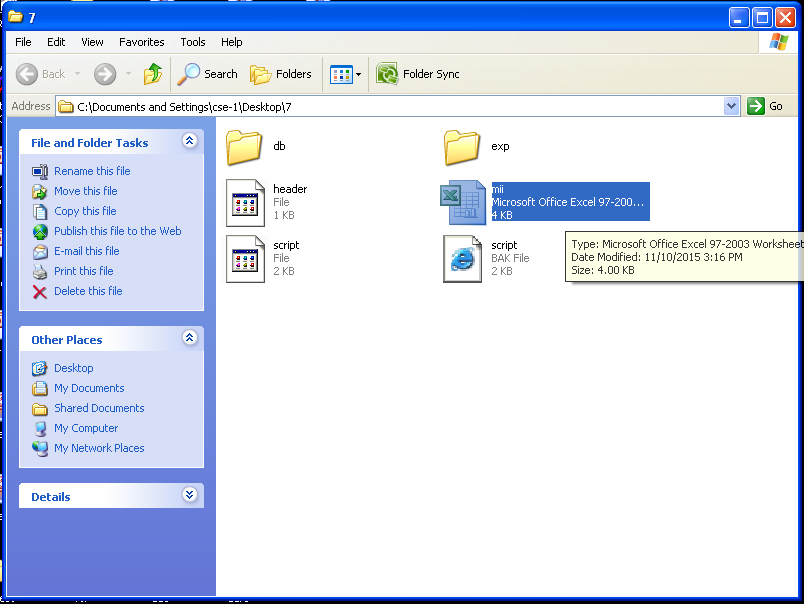 7
File Edit View Favorites Tools Help
Back Search Folders Folder Sync
Address C:\Documents and Settings\cse-1\Desktop\7 Go
File and Folder Tasks
Rename this file
Move this file
Copy this file
Publish this file to the Web
E-mail this file
Print this file
Delete this file
Other Places
Desktop
My Documents
Shared Documents
My Computer
My Network Places
Details
db
exp
header
File
1 KB
mii
Microsoft Office Excel 97-200...
4 KB
script
File
2 KB
script
BAK File
2 KB
Type: Microsoft Office Excel 97-2003 Worksheet
Date Modified: 11/10/2015 3:16 PM
Size: 4.00 KB